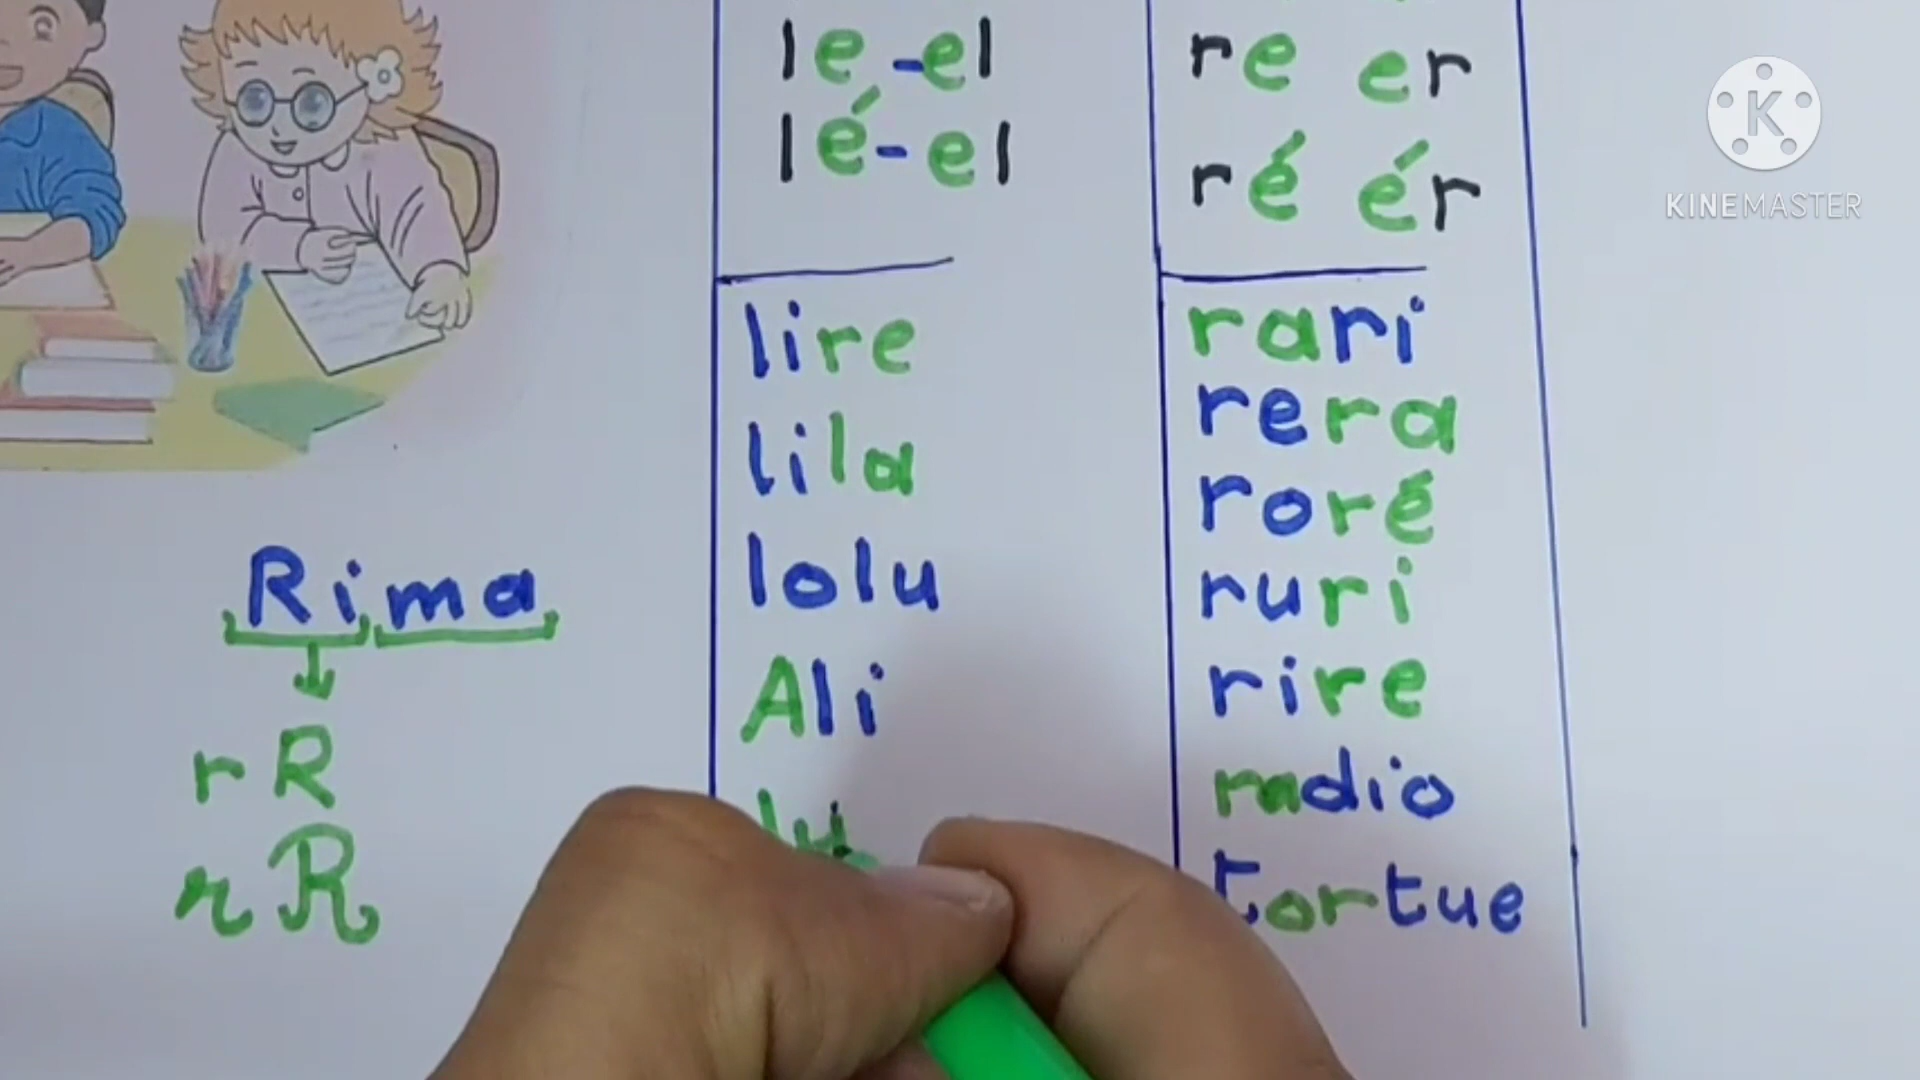 le - el
lé - el
lire
lila
lolu
Ali
re er
ré ér
rari
rera
roré
ruri
rire
radio
tortue
Rima
r R
r R
K
KINEMASTER